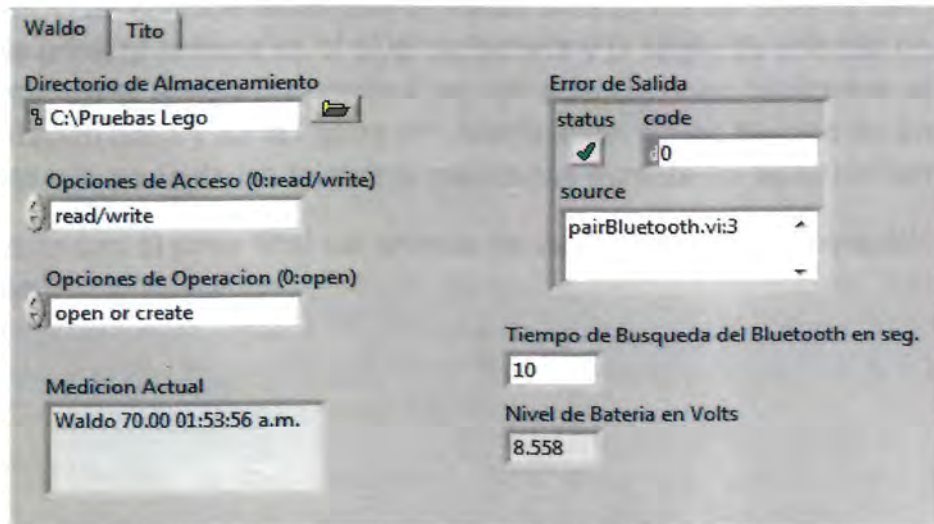 Waldo
Tito
Directorio de Almacenamiento
C:\Pruebas Lego
Opciones de Acceso (0:read/write)
read/write
Opciones de Operacion (0:open)
open or create
Medicion Actual
Waldo 70.00 01:53:56 a.m.
Error de Salida
status code
d0
source
pairBluetooth.vi:3
Tiempo de Busqueda del Bluetooth en seg.
10
Nivel de Bateria en Volts
8.558